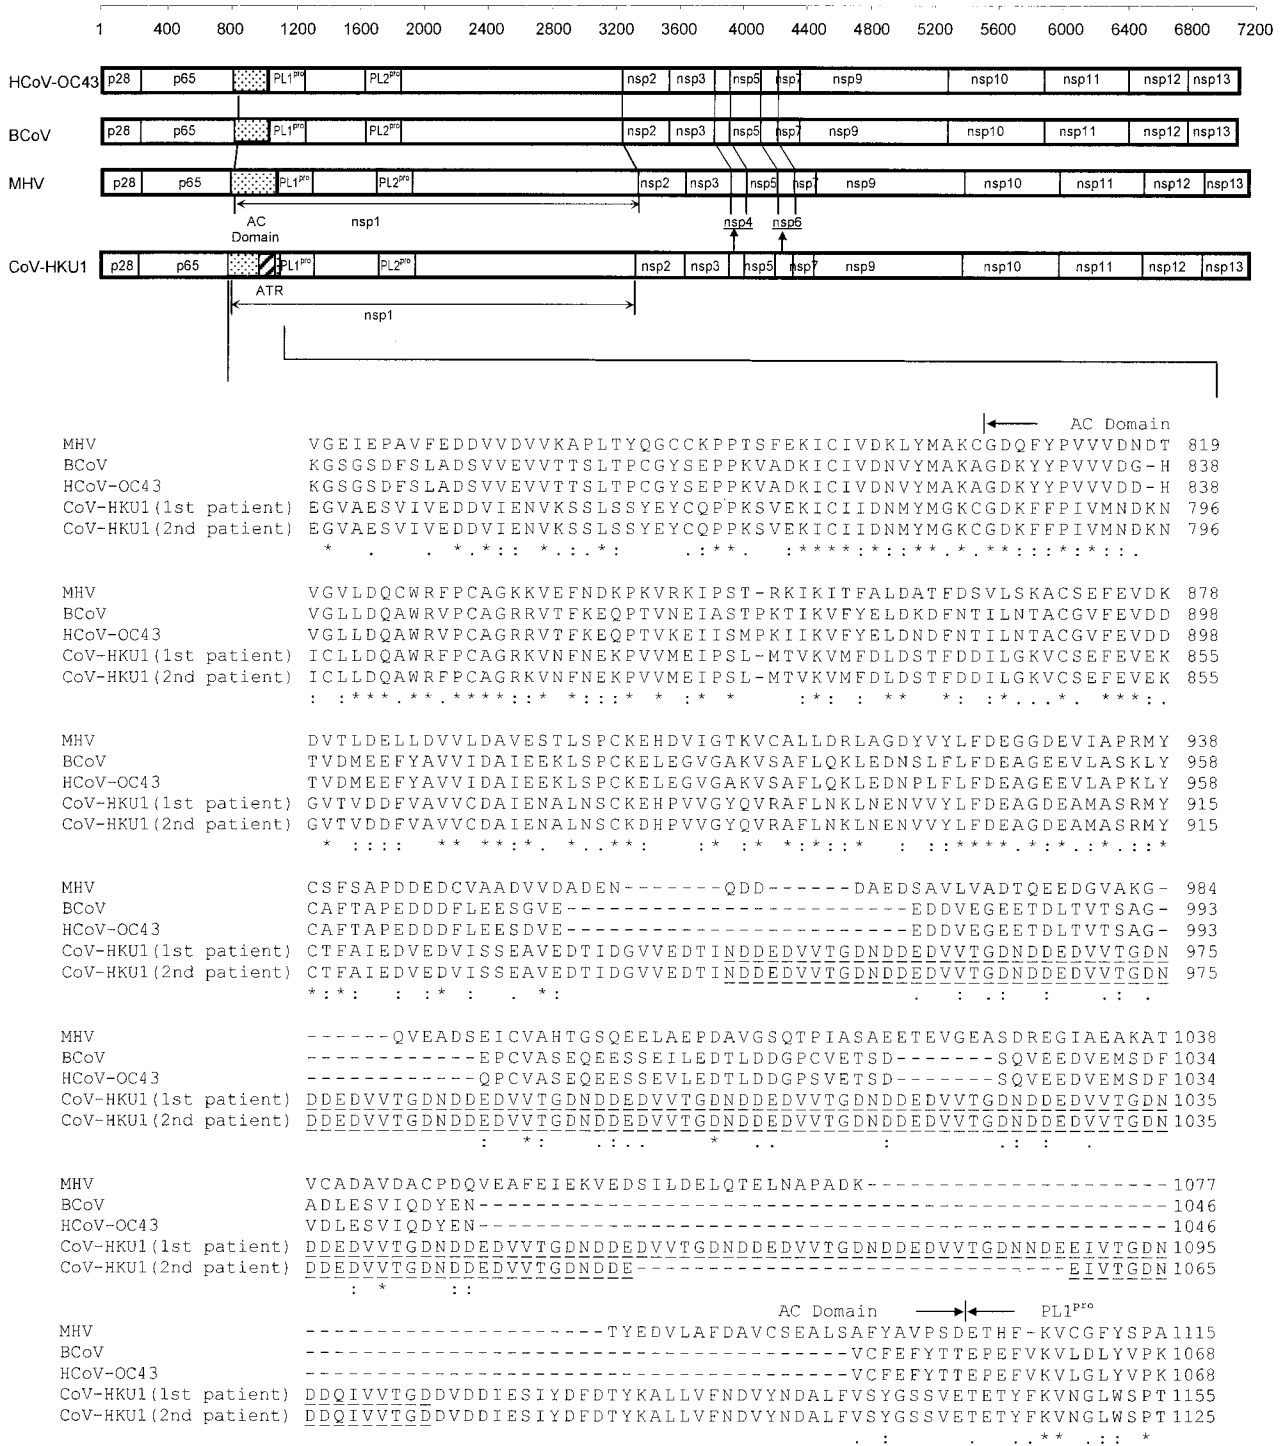 1 400 800 1200 1600 2000 2400 2800 3200 3600 4000 4400 4800 5200 5600 6000 6400 6800 7200
HCoV-OC43 p28 p65 PL1pro PL2pro nsp2 nsp3 nsp5 nsp7 nsp9 nsp10 nsp11 nsp12 nsp13
BCoV p28 p65 PL1pro PL2pro nsp2 nsp3 nsp5 nsp7 nsp9 nsp10 nsp11 nsp12 nsp13
MHV p28 p65 PL1pro PL2pro nsp2 nsp3 nsp5 nsp7 nsp9 nsp10 nsp11 nsp12 nsp13
AC Domain nsp1 nsp4 nsp6
CoV-HKU1 p28 p65 PL1pro PL2pro nsp2 nsp3 nsp5 nsp7 nsp9 nsp10 nsp11 nsp12 nsp13
ATR
nsp1
AC Domain
MHV VGEIEPAVFEDDVVDVVKAPLTYQGCCKPPTSFEKICIVDKLYMAKCGDQFYPVVVDNDT 819
BCoV KGSGSDFSLADSVVEVVTTSLTPCGYSEPPKVADKICIVDNVYMAKAGDKYYPVVVDG-H 838
HCoV-OC43 KGSGSDFSLADSVVEVVTTSLTPCGYSEPPKVADKICIVDNVYMAKAGDKYYPVVVDD-H 838
CoV-HKU1(1st patient) EGVAESVIVEDDVIENVKSSLSSYEYCQPPKSVEKICIIDNMYMGKCGDKFFPIVMNDKN 796
CoV-HKU1(2nd patient) EGVAESVIVEDDVIENVKSSLSSYEYCQPPKSVEKICIIDNMYMGKCGDKFFPIVMNDKN 796
MHV VGVLDQCWRFPCAGKKVEFNDKPKVRKIPST-RKIKITFALDATFDSVLSKACSEFEVDK 878
BCoV VGLLDQAWRVPCAGRRVTFKEQPTVNEIASTPKTIKVFYELDKDFNTILNTACGVFEVDD 898
HCoV-OC43 VGLLDQAWRVPCAGRRVTFKEQPTVKEIISMPKIIKVFYELDNDFNTILNTACGVFEVDD 898
CoV-HKU1(1st patient) ICLLDQAWRFPCAGRKVNFNEKPVVMEIPSL-MTVKVMFDLDSTFDDILGKVCSEFEVEK 855
CoV-HKU1(2nd patient) ICLLDQAWRFPCAGRKVNFNEKPVVMEIPSL-MTVKVMFDLDSTFDDILGKVCSEFEVEK 855
MHV DVTLDELLDVVLDAVESTLSPCKEHDVIGTKVCALLDRLAGDYVYLFDEGGDEVIAPRMY 938
BCoV TVDMEEFYAVVIDAIEEKLSPCKELEGVGAKVSAFLQKLEDNSLFLFDEAGEEVLASKLY 958
HCoV-OC43 TVDMEEFYAVVIDAIEEKLSPCKELEGVGAKVSAFLQKLEDNPLFLFDEAGEEVLAPKLY 958
CoV-HKU1(1st patient) GVTVDDFVAVVCDAIENALNSCKEHPVVGYQVRAFLNKLNENVVYLFDEAGDEAMASRMY 915
CoV-HKU1(2nd patient) GVTVDDFVAVVCDAIENALNSCKDHPVVGYQVRAFLNKLNENVVYLFDEAGDEAMASRMY 915
MHV CSFSAPDDEDCVAADVVDADEN-------QDD------DAEDSAVLVADTQEEDGVAKG- 984
BCoV CAFTAPEDDDFLEESGVE------------------------EDDVEGEETDLTVTSAG- 993
HCoV-OC43 CAFTAPEDDDFLEESDVE------------------------EDDVEGEETDLTVTSAG- 993
CoV-HKU1(1st patient) CTFAIEDVEDVISSEAVEDTIDGVVEDTINDDEDVVTGDNDDEDVVTGDNDDEDVVTGDN 975
CoV-HKU1(2nd patient) CTFAIEDVEDVISSEAVEDTIDGVVEDTINDDEDVVTGDNDDEDVVTGDNDDEDVVTGDN 975
MHV ------QVEADSEICVAHTGSQEELAEPDAVGSQTPIASAEETEVGEASDREGIAEAKAT 1038
BCoV ------------EPCVASEQEESSEILEDTLDDGPCVETSD-------SQVEEDVEMSDF 1034
HCoV-OC43 ------------QPCVASEQEESSEVLEDTLDDGPSVETSD-------SQVEEDVEMSDF 1034
CoV-HKU1(1st patient) DDEDVVTGDNDDEDVVTGDNDDEDVVTGDNDDEDVVTGDNDDEDVVTGDNDDEDVVTGDN 1035
CoV-HKU1(2nd patient) DDEDVVTGDNDDEDVVTGDNDDEDVVTGDNDDEDVVTGDNDDEDVVTGDNDDEDVVTGDN 1035
MHV VCADAVDACPDQVEAFEIEKVEDSILDELQTELNAPADK--------------------- 1077
BCoV ADLESVIQDYEN------------------------------------------------ 1046
HCoV-OC43 VDLESVIQDYEN------------------------------------------------ 1046
CoV-HKU1(1st patient) DDEDVVTGDNDDEDVVTGDNDDEDVVTGDNDDEDVVTGDNDDEDVVTGDNNDEEIVTGDN 1095
CoV-HKU1(2nd patient) DDEDVVTGDNDDEDVVTGDNDDE------------------------------EIVTGDN 1065
AC Domain PL1pro
MHV ---------------------TYEDVLAFDAVCSEALSAFYAVPSDETHF-KVCGFYSPA 1115
BCoV --------------------------------------VCFEFYTTEPEFVKVLDLYVPK 1068
HCoV-OC43 --------------------------------------VCFEFYTTEPEFVKVLGLYVPK 1068
CoV-HKU1(1st patient) DDQIVVTGDDVDDIESIYDFDTYKALLVFNDVYNDALFVSYGSSVETETYFKVNGLWSPT 1155
CoV-HKU1(2nd patient) DDQIVVTGDDVDDIESIYDFDTYKALLVFNDVYNDALFVSYGSSVETETYFKVNGLWSPT 1125